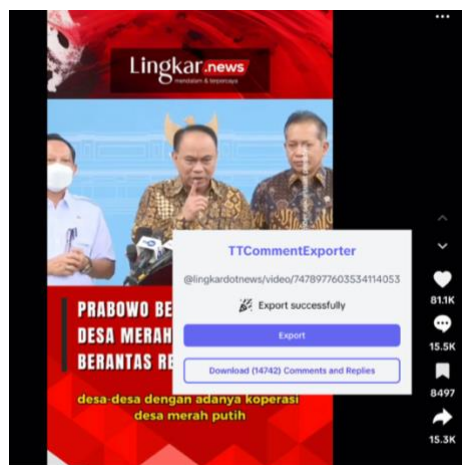 Lingkar.news
mendalam & terpercaya
TTCommentExporter
@lingkardotnews/video/7478977603534114053
🎉 Export successfully
Export
Download (14742) Comments and Replies
PRABOWO BE
DESA MERAH
BERANTAS RE
desa-desa dengan adanya koperasi
desa merah putih
81.1K
15.5K
8497
15.3K